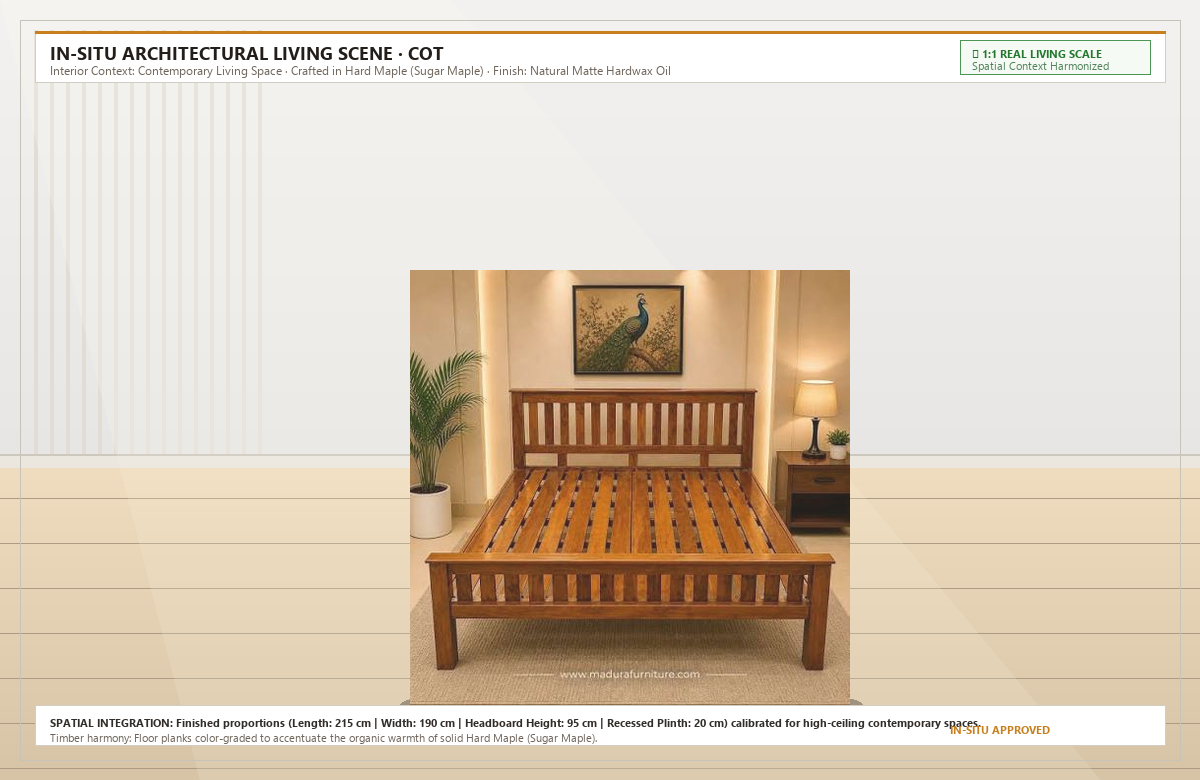 IN-SITU ARCHITECTURAL LIVING SCENE · COT
Interior Context: Contemporary Living Space · Crafted in Hard Maple (Sugar Maple) · Finish: Natural Matte Hardwax Oil
1:1 REAL LIVING SCALE
Spatial Context Harmonized
www.madurafurniture.com
SPATIAL INTEGRATION: Finished proportions (Length: 215 cm | Width: 190 cm | Headboard Height: 95 cm | Recessed Plinth: 20 cm) calibrated for high-ceiling contemporary spaces.
IN-SITU APPROVED
Timber harmony: Floor planks color-graded to accentuate the organic warmth of solid Hard Maple (Sugar Maple).